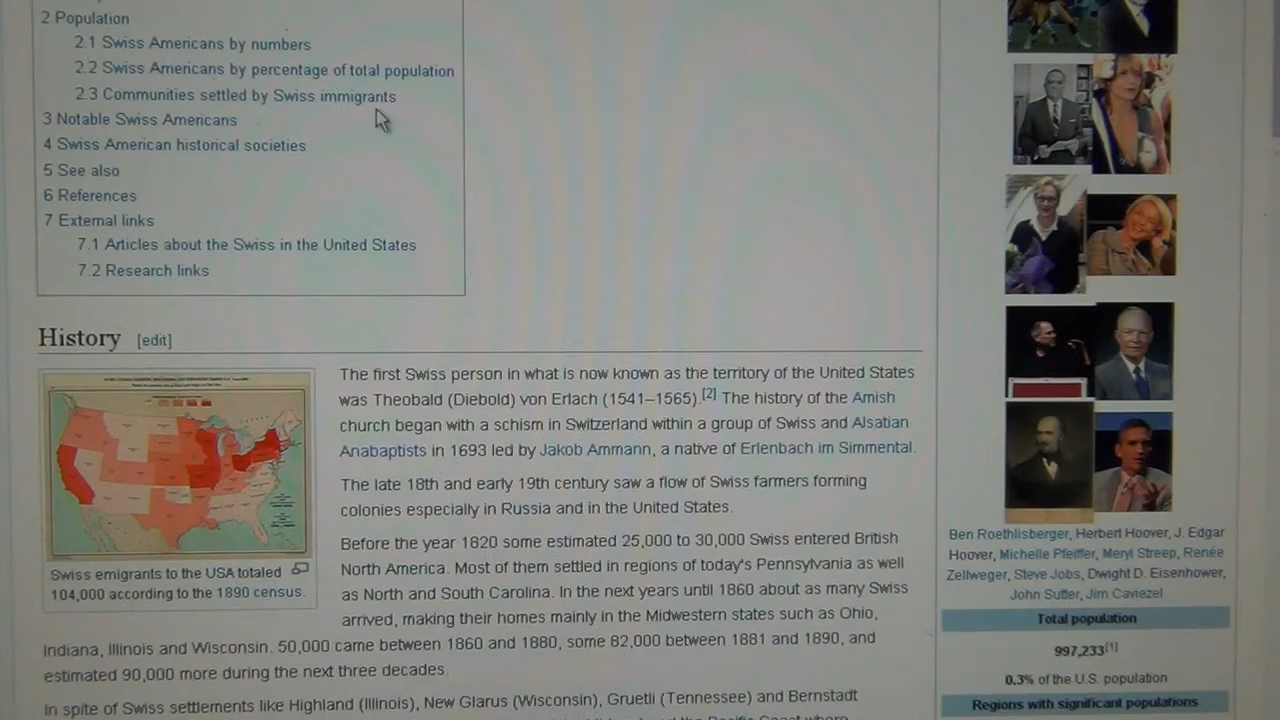 2 Population
2.1 Swiss Americans by numbers
2.2 Swiss Americans by percentage of total population
2.3 Communities settled by Swiss immigrants
3 Notable Swiss Americans
4 Swiss American historical societies
5 See also
6 References
7 External links
7.1 Articles about the Swiss in the United States
7.2 Research links
History [edit]
Swiss emigrants to the USA totaled
104,000 according to the 1890 census.
The first Swiss person in what is now known as the territory of the United States
was Theobald (Diebold) von Erlach (1541–1565).[2] The history of the Amish
church began with a schism in Switzerland within a group of Swiss and Alsatian
Anabaptists in 1693 led by Jakob Ammann, a native of Erlenbach im Simmental.
The late 18th and early 19th century saw a flow of Swiss farmers forming
colonies especially in Russia and in the United States.
Before the year 1820 some estimated 25,000 to 30,000 Swiss entered British
North America. Most of them settled in regions of today's Pennsylvania as well
as North and South Carolina. In the next years until 1860 about as many Swiss
arrived, making their homes mainly in the Midwestern states such as Ohio,
Indiana, Illinois and Wisconsin. 50,000 came between 1860 and 1880, some 82,000 between 1881 and 1890, and
estimated 90,000 more during the next three decades.
In spite of Swiss settlements like Highland (Illinois), New Glarus (Wisconsin), Gruetli (Tennessee) and Bernstadt
the Pacific Coast where
Ben Roethlisberger, Herbert Hoover, J. Edgar
Hoover, Michelle Pfeiffer, Meryl Streep, Renée
Zellweger, Steve Jobs, Dwight D. Eisenhower,
John Sutter, Jim Caviezel
Total population
997,233[1]
0.3% of the U.S. population
Regions with significant populations